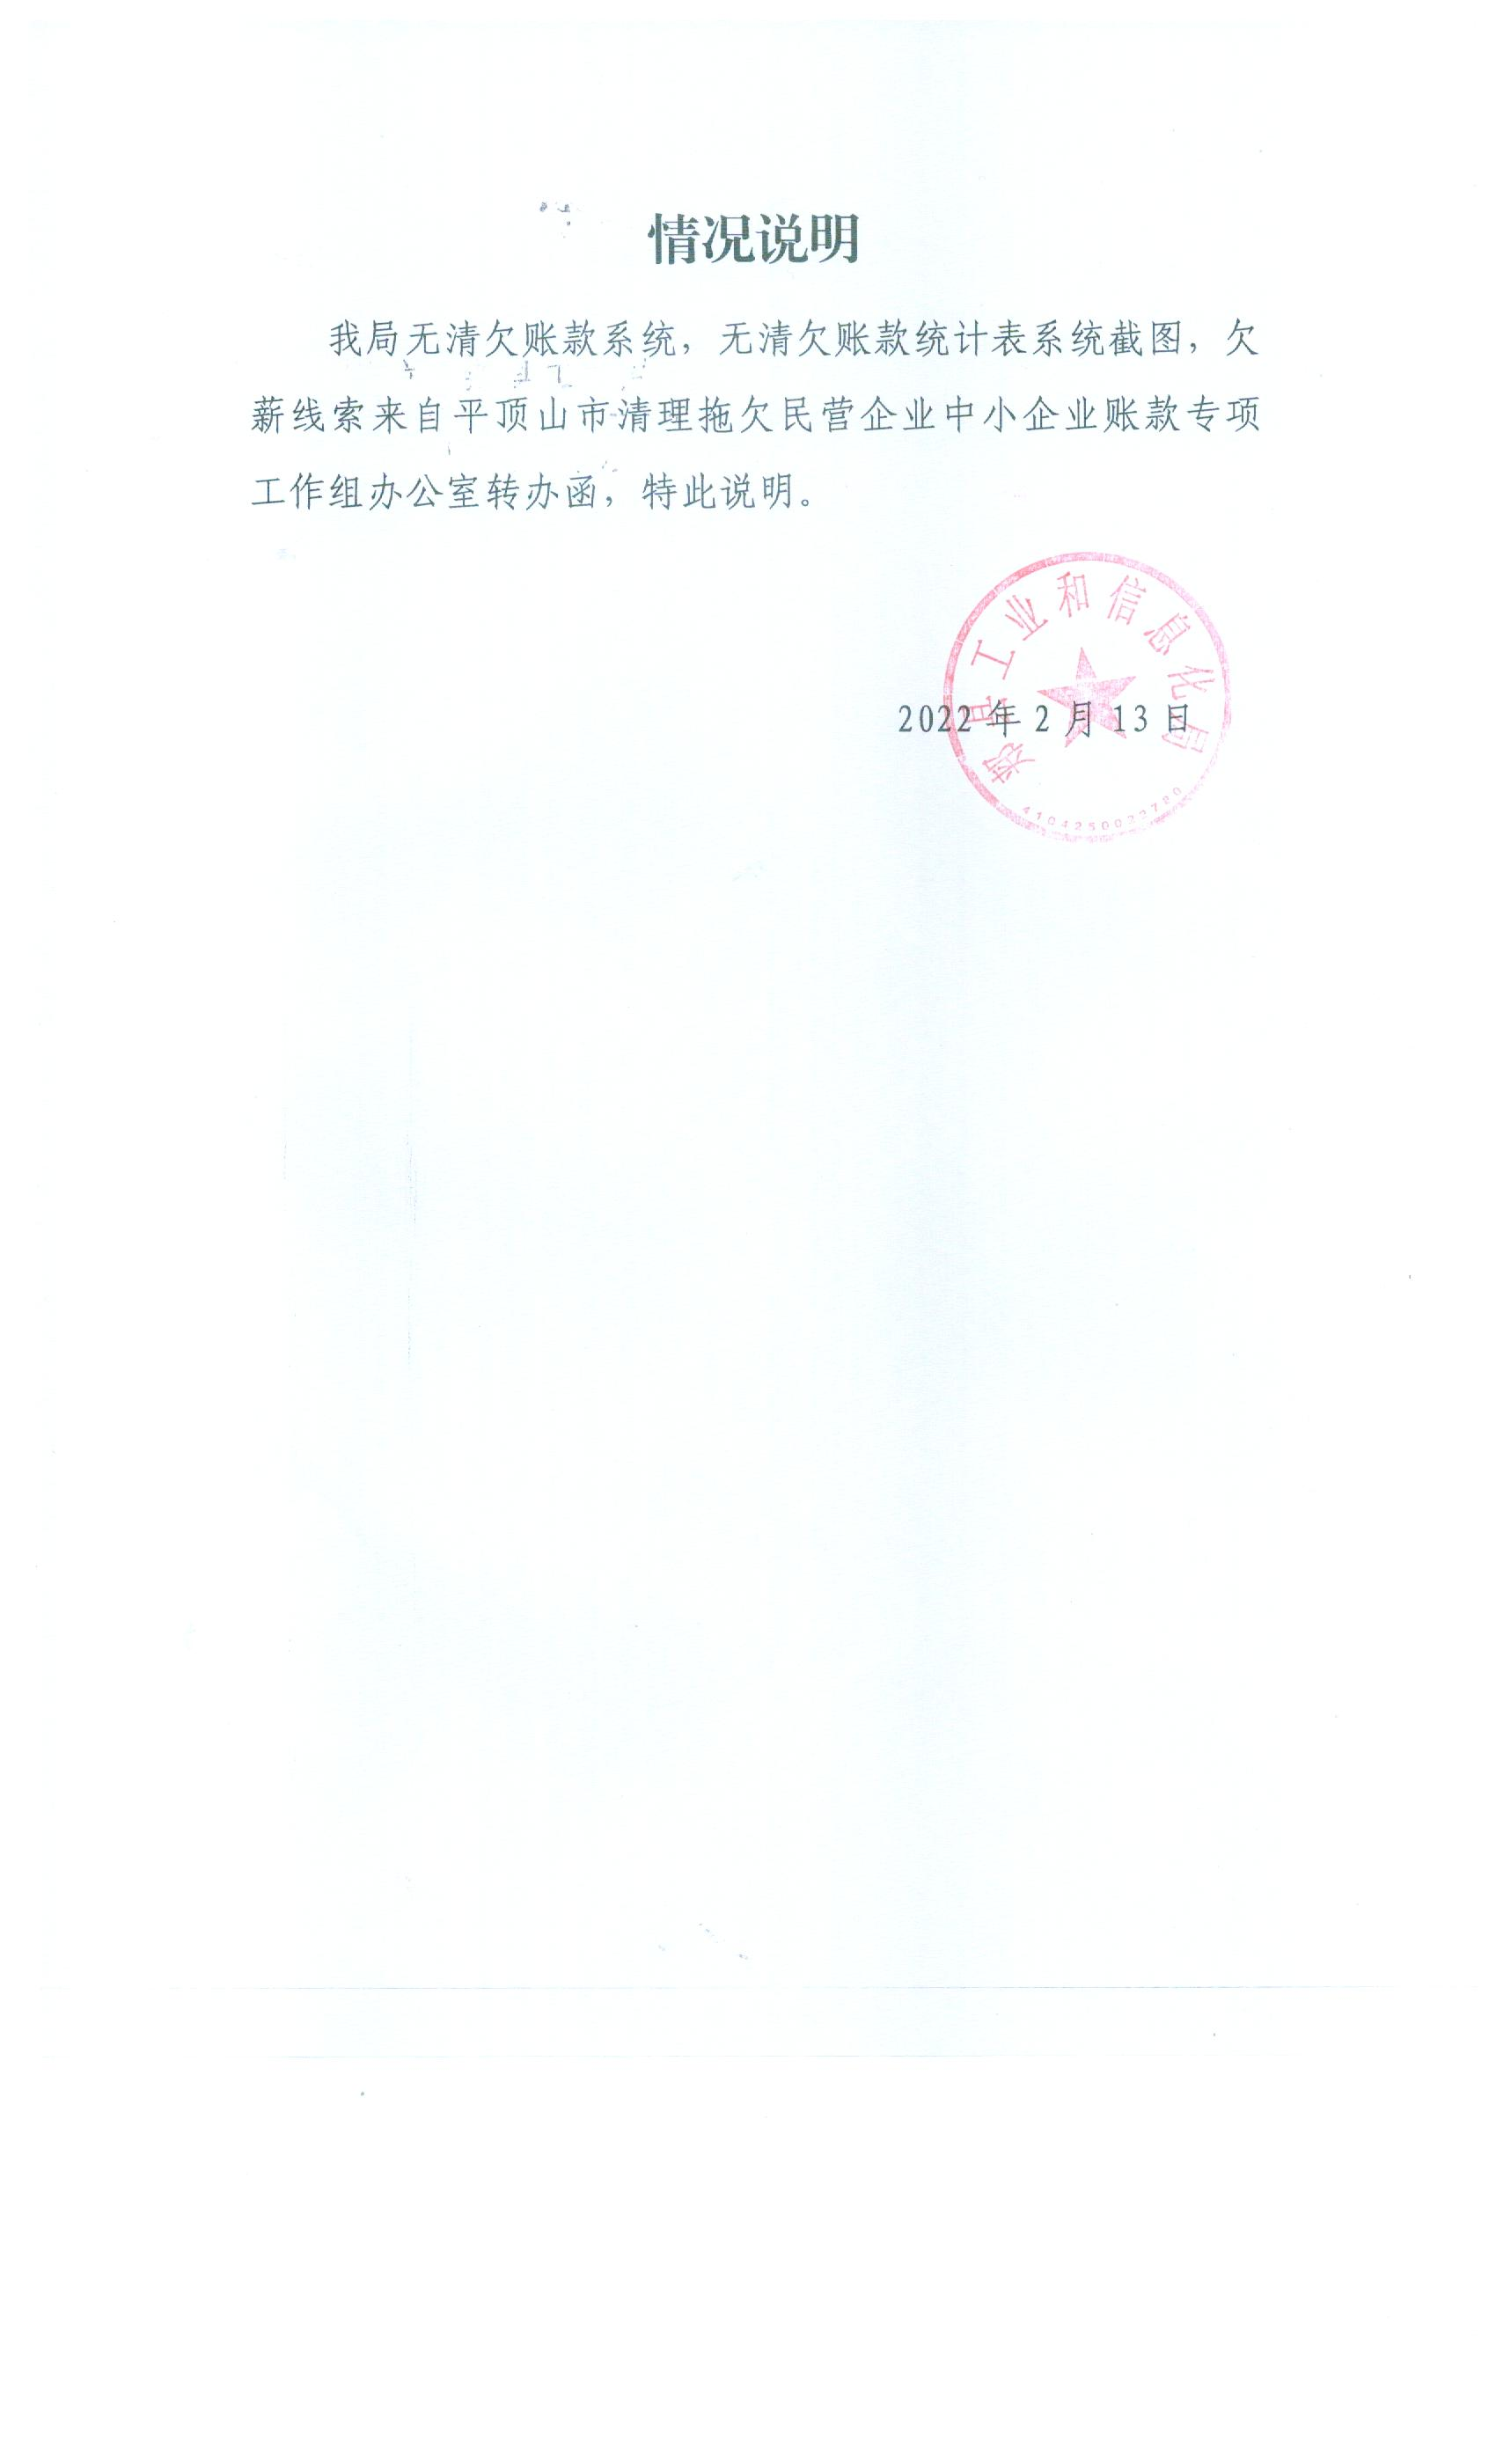 情况说明
我局无清欠账款系统，无清欠账款统计表系统截图，欠
薪线索来自平顶山市清理拖欠民营企业中小企业账款专项
工作组办公室转办函，特此说明。
县工业和信息化局
2022年2月13日